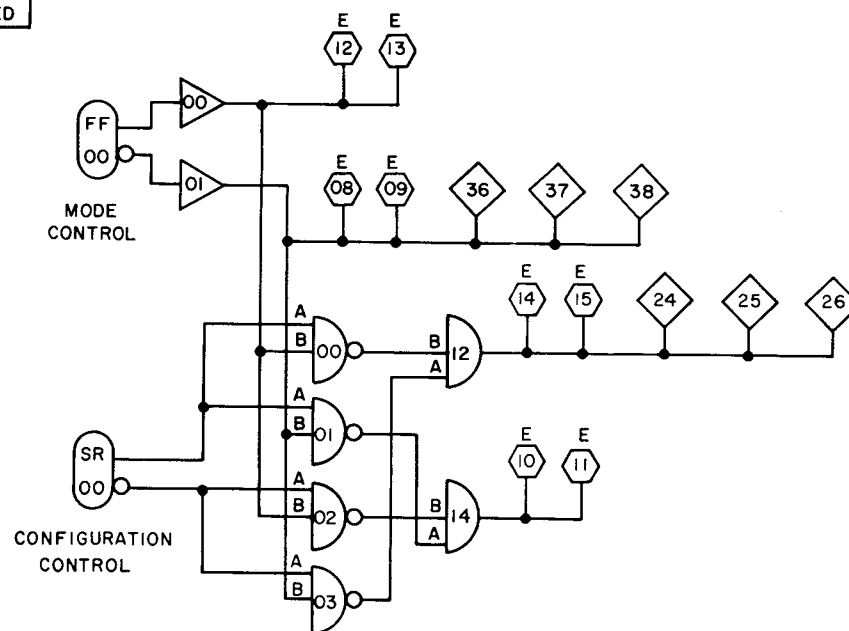 ED
E E
12 13
00
FF
00
01
MODE
CONTROL
E E
08 09 36 37 38
E E
14 15 24 25 26
A
B 00
B 12
A
A
B 01
SR
00
A
B 02
E E
10 11
B 14
A
CONFIGURATION
CONTROL
A
B 03